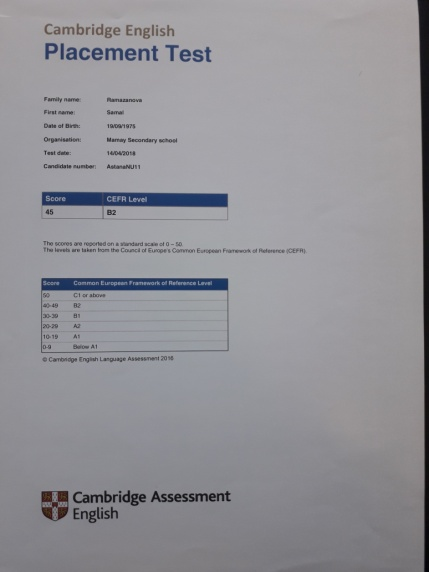 Cambridge English
Placement Test
Family name: Ramazanova
First name: Samal
Date of Birth: 19/09/1975
Organisation: Mamay Secondary school
Test date: 14/04/2018
Candidate number: AstanaNU11
Score CEFR Level
45 B2
The scores are reported on a standard scale of 0 – 50.
The levels are taken from the Council of Europe's Common European Framework of Reference (CEFR).
Score Common European Framework of Reference Level
50 C1 or above
40-49 B2
30-39 B1
20-29 A2
10-19 A1
0-9 Below A1
© Cambridge English Language Assessment 2016
Cambridge Assessment
English